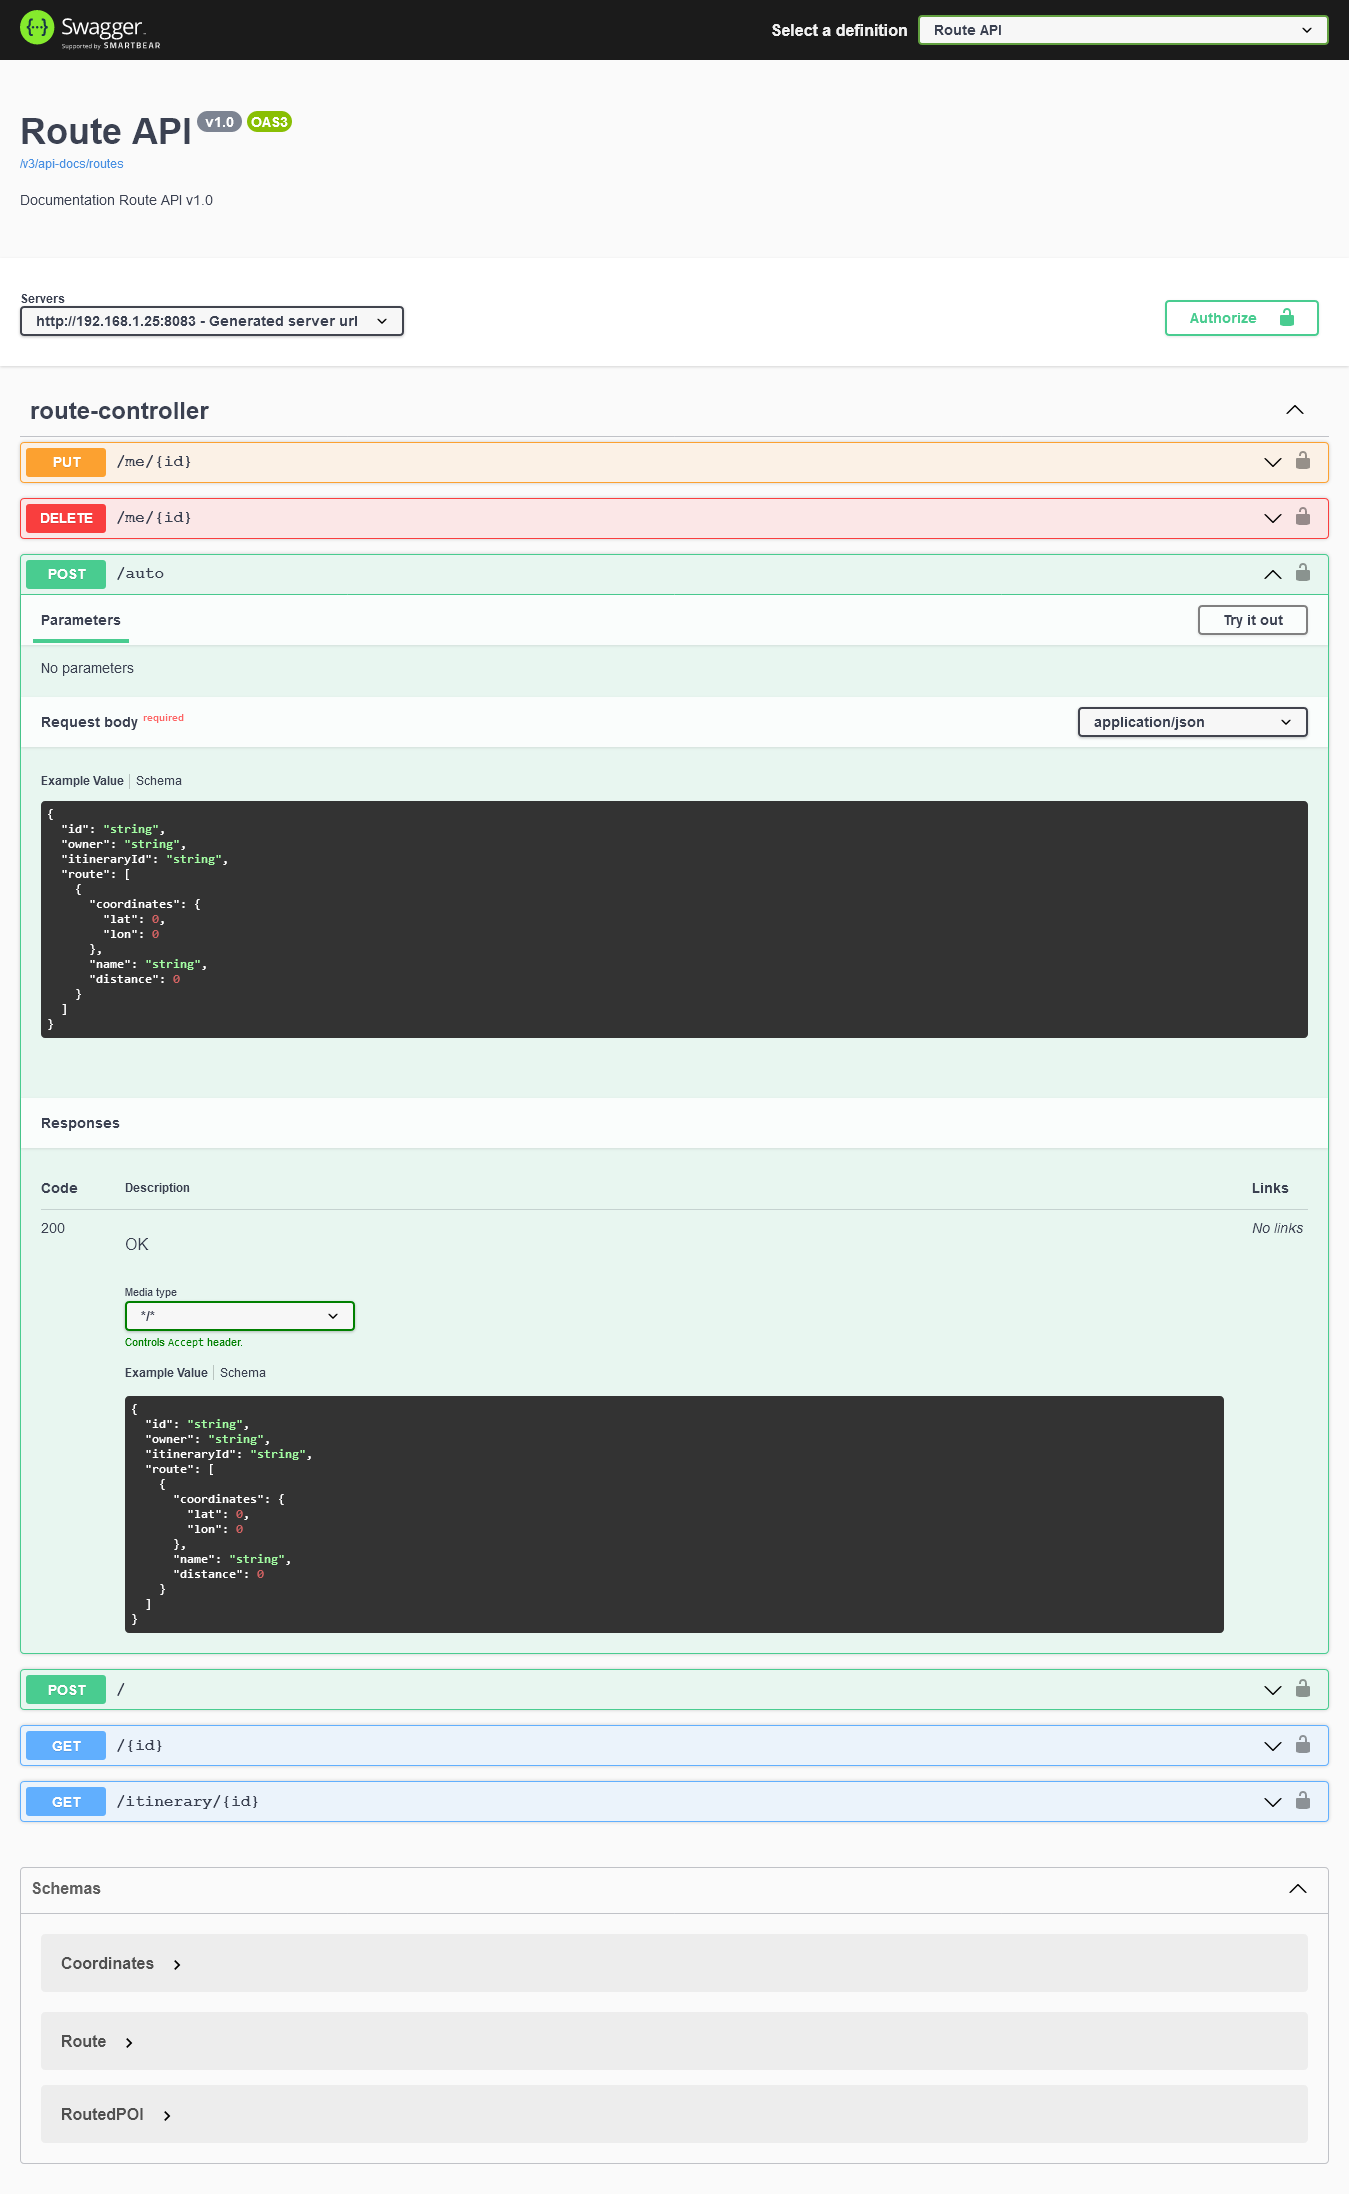 Swagger.
Supported by SMARTBEAR
Select a definition
Route API
Route API v1.0 OAS3
/v3/api-docs/routes
Documentation Route API v1.0
Servers
http://192.168.1.25:8083 - Generated server url
Authorize
route-controller
PUT /me/{id}
DELETE /me/{id}
POST /auto
Parameters
Try it out
No parameters
Request body required
application/json
Example Value | Schema
{
  "id": "string",
  "owner": "string",
  "itineraryId": "string",
  "route": [
    {
      "coordinates": {
        "lat": 0,
        "lon": 0
      },
      "name": "string",
      "distance": 0
    }
  ]
}
Responses
Code Description Links
200 OK No links
Media type
*/*
Controls Accept header.
Example Value | Schema
{
  "id": "string",
  "owner": "string",
  "itineraryId": "string",
  "route": [
    {
      "coordinates": {
        "lat": 0,
        "lon": 0
      },
      "name": "string",
      "distance": 0
    }
  ]
}
POST /
GET /{id}
GET /itinerary/{id}
Schemas
Coordinates
Route
RoutedPOI